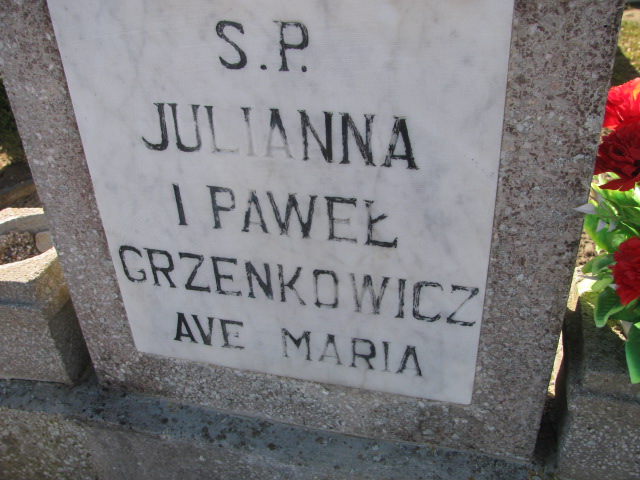 S.P.
JULIANNA
I PAWEŁ
GRZENKOWICZ
AVE MARIA